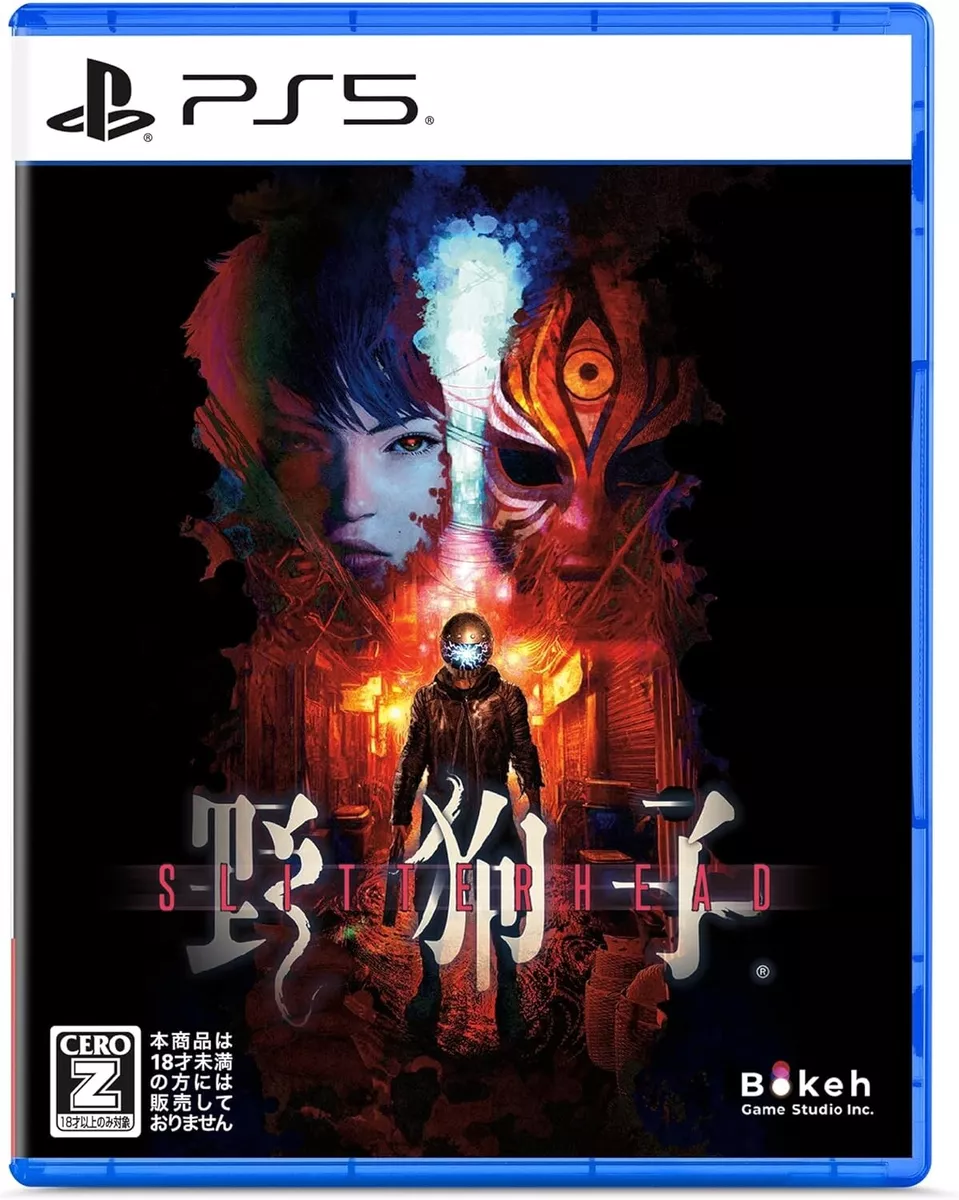 PS5®
野狗子
SLITTERHEAD
®
CERO
Z
18才以上のみ対象
本商品は
18才未満
の方には
販売して
おりません
Bokeh
Game Studio Inc.